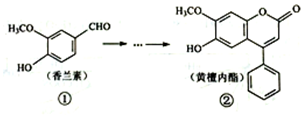 CHO
H₃CO
HO
(香兰素)
①
→ → ... → →
H₃CO
O
O
HO
(黄檀内酯)
②